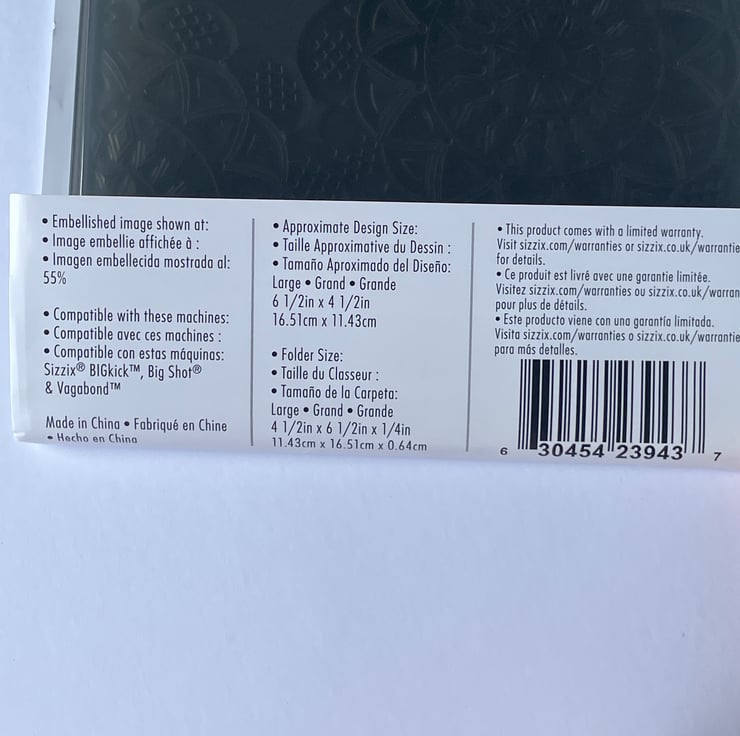 • Embellished image shown at:
• Image embellie affichée à :
• Imagen embellecida mostrada al:
55%
• Compatible with these machines:
• Compatible avec ces machines :
• Compatible con estas máquinas:
Sizzix® BIGkick™, Big Shot®
& Vagabond™
Made in China • Fabriqué en Chine
• Hecho en China
• Approximate Design Size:
• Taille Approximative du Dessin :
• Tamaño Aproximado del Diseño:
Large • Grand • Grande
6 1/2in x 4 1/2in
16.51cm x 11.43cm
• Folder Size:
• Taille du Classeur :
• Tamaño de la Carpeta:
Large • Grand • Grande
4 1/2in x 6 1/2in x 1/4in
11.43cm x 16.51cm x 0.64cm
• This product comes with a limited warranty.
Visit sizzix.com/warranties or sizzix.co.uk/warrantie
for details.
• Ce produit est livré avec une garantie limitée.
Visitez sizzix.com/warranties ou sizzix.co.uk/warran
pour plus de détails.
• Este producto viene con una garantía limitada.
Visita sizzix.com/warranties o sizzix.co.uk/warrantie
para más detalles.
6 30454 23943 7